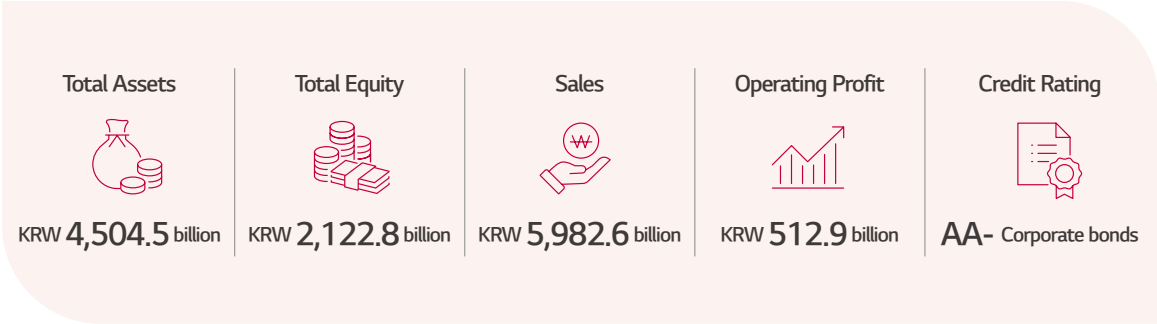 Total Assets
Total Equity
Sales
Operating Profit
Credit Rating
₩
KRW 4,504.5 billion
KRW 2,122.8 billion
KRW 5,982.6 billion
KRW 512.9 billion
AA- Corporate bonds